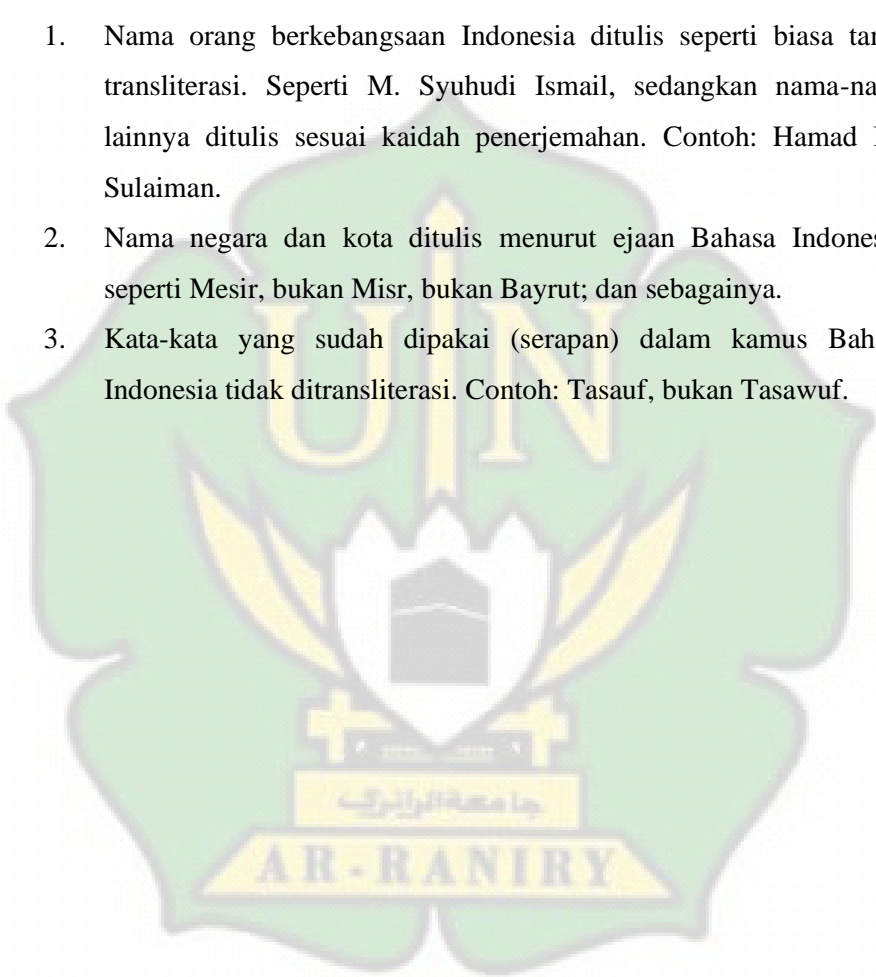 1. Nama orang berkebangsaan Indonesia ditulis seperti biasa tan
transliterasi. Seperti M. Syuhudi Ismail, sedangkan nama-na
lainnya ditulis sesuai kaidah penerjemahan. Contoh: Hamad
Sulaiman.
2. Nama negara dan kota ditulis menurut ejaan Bahasa Indones
seperti Mesir, bukan Misr, bukan Bayrut; dan sebagainya.
3. Kata-kata yang sudah dipakai (serapan) dalam kamus Bah
Indonesia tidak ditransliterasi. Contoh: Tasauf, bukan Tasawuf.
UIN
جامعة الرانري
AR-RANIRY